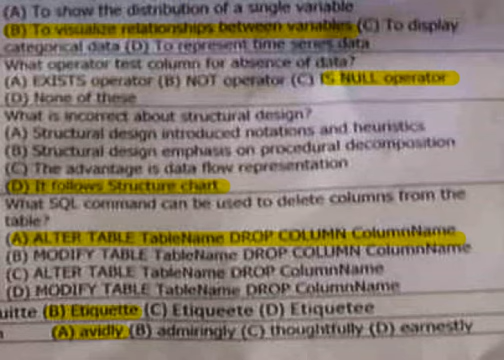 (A) To show the distribution of a single variable
(B) To visualize relationships between variables (C) To display
categorical data (D) To represent time series data
What operator test column for absence of data?
(A) EXISTS operator (B) NOT operator (C) IS NULL operator
(D) None of these
What is incorrect about structural design?
(A) Structural design introduced notations and heuristics
(B) Structural design emphasis on procedural decomposition
(C) The advantage is data flow representation
(D) It follows Structure chart
What SQL command can be used to delete columns from the
table?
(A) ALTER TABLE TableName DROP COLUMN ColumnName
(B) MODIFY TABLE TableName DROP COLUMN ColumnName
(C) ALTER TABLE TableName DROP ColumnName
(D) MODIFY TABLE TableName DROP ColumnName
uitte (B) Etiquette (C) Etiqueete (D) Etiquetee
(A) avidly (B) admiringly (C) thoughtfully (D) earnestly